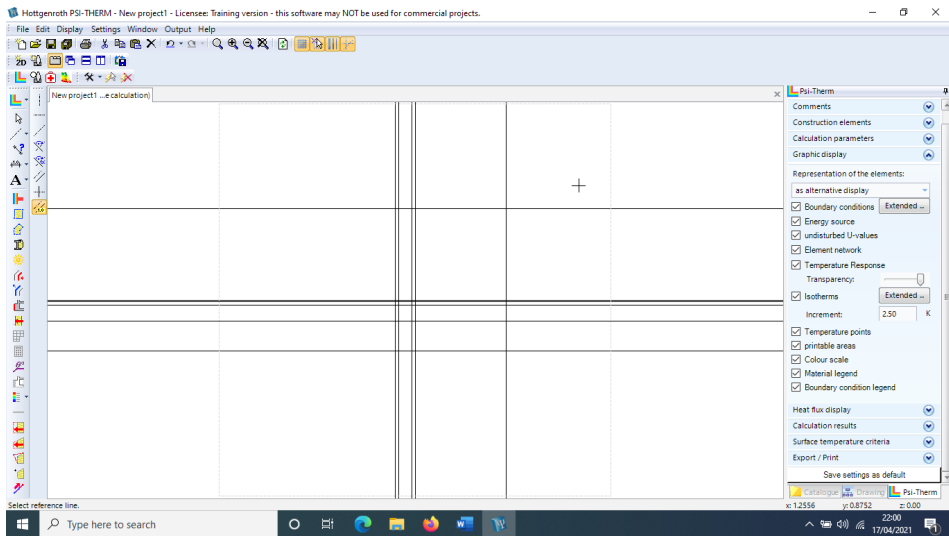 Hottgenroth PSI-THERM - New project1 - Licensee: Training version - this software may NOT be used for commercial projects.
File Edit Display Settings Window Output Help
2D
New project1 ...e calculation)
Psi-Therm
Comments
Construction elements
Calculation parameters
Graphic display
Representation of the elements:
as alternative display
Boundary conditions Extended ...
Energy source
undisturbed U-values
Element network
Temperature Response
Transparency:
Isotherms Extended ...
Increment: 2.50 K
Temperature points
printable areas
Colour scale
Material legend
Boundary condition legend
Heat flux display
Calculation results
Surface temperature criteria
Export / Print
Save settings as default
Catalogue Drawing Psi-Therm
Select reference line. x: 1.2556 y: 0.8752 z: 0.00
Type here to search
22:00
17/04/2021